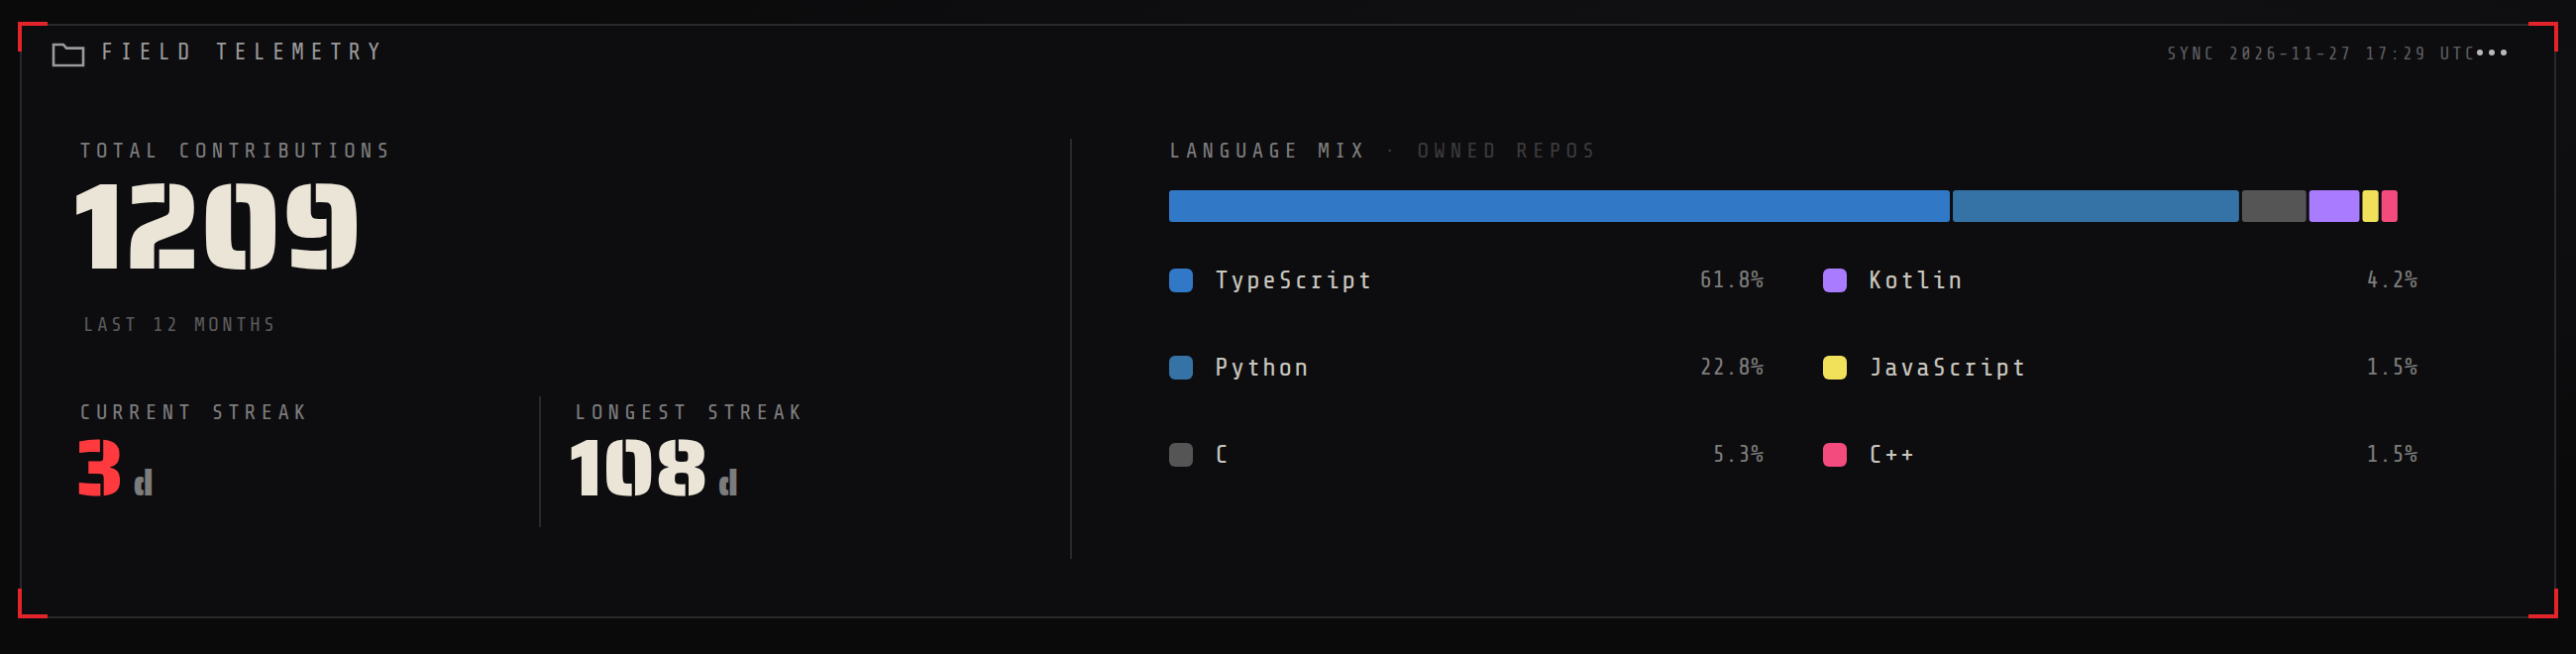 FIELD TELEMETRY
SYNC 2026-11-27 17:29 UTC
TOTAL CONTRIBUTIONS
1209
LAST 12 MONTHS
CURRENT STREAK
3 d
LONGEST STREAK
108 d
LANGUAGE MIX · OWNED REPOS
TypeScript 61.8%
Kotlin 4.2%
Python 22.8%
JavaScript 1.5%
C 5.3%
C++ 1.5%